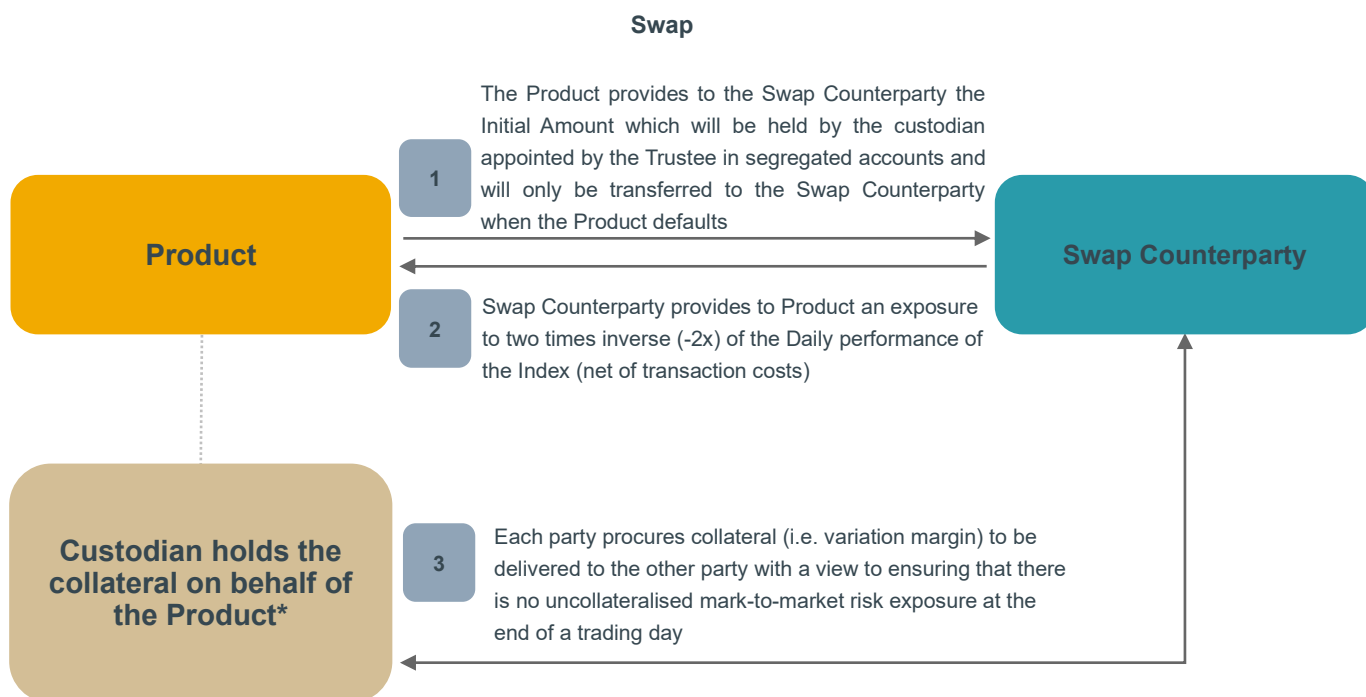 Swap
The Product provides to the Swap Counterparty the
Initial Amount which will be held by the custodian
appointed by the Trustee in segregated accounts and
will only be transferred to the Swap Counterparty
when the Product defaults
1
Product
Swap Counterparty
2
Swap Counterparty provides to Product an exposure
to two times inverse (-2x) of the Daily performance of
the Index (net of transaction costs)
Custodian holds the
collateral on behalf of
the Product*
3
Each party procures collateral (i.e. variation margin) to be
delivered to the other party with a view to ensuring that there
is no uncollateralised mark-to-market risk exposure at the
end of a trading day